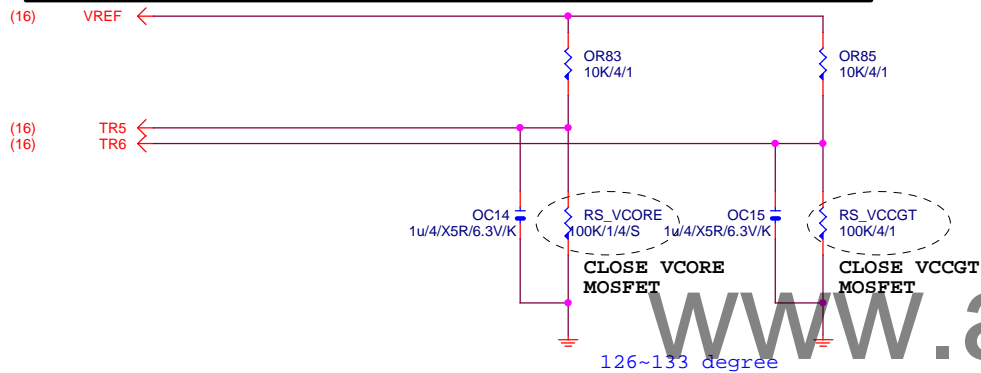 (16) VREF
OR83
10K/4/1
OR85
10K/4/1
(16) TR5
(16) TR6
OC14
1u/4/X5R/6.3V/K
RS_VCORE
100K/1/4/S
OC15
1u/4/X5R/6.3V/K
RS_VCCGT
100K/4/1
CLOSE VCORE
MOSFET
CLOSE VCCGT
MOSFET
www.a
126~133 degree